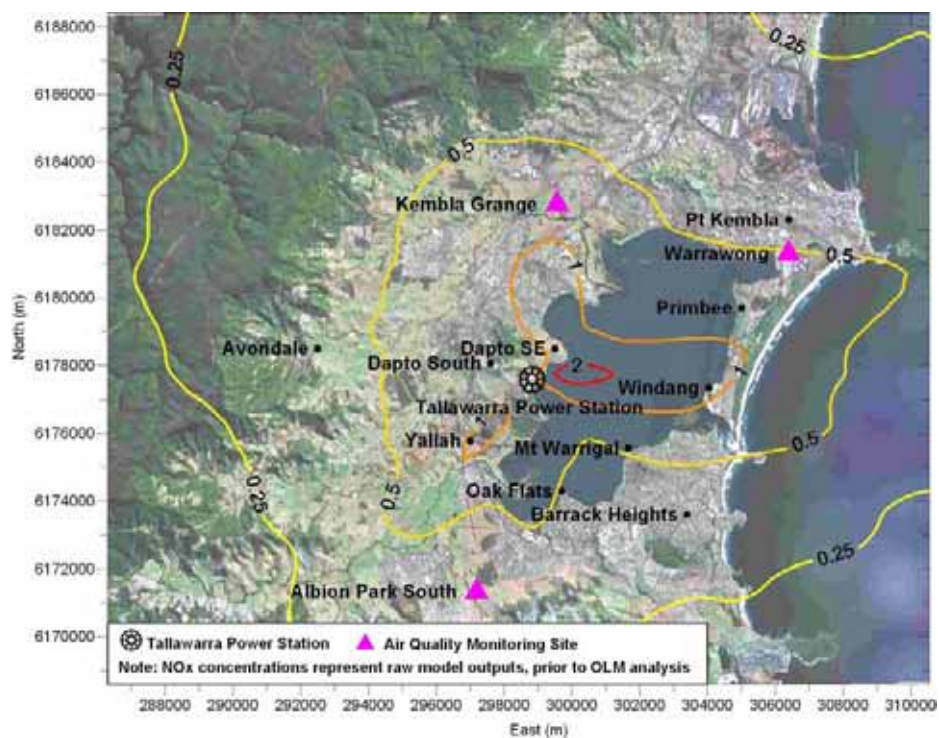 6188000
6186000
6184000
6182000
6180000
6178000
6176000
6174000
6172000
6170000
North (m)
0.25
0.25
0.5
Kembla Grange
Pt Kembla
Warrawong
0.5
1
Primbee
Avondale
Dapto SE
Dapto South
2
1
Windang
Tallawarra Power Station
1
Yallah
Mt Warrigal
0.5
0.5
0.25
Oak Flats
Barrack Heights
0.25
Albion Park South
Tallawarra Power Station
Air Quality Monitoring Site
Note: NOx concentrations represent raw model outputs, prior to OLM analysis
288000 290000 292000 294000 296000 298000 300000 302000 304000 306000 308000 310000
East (m)